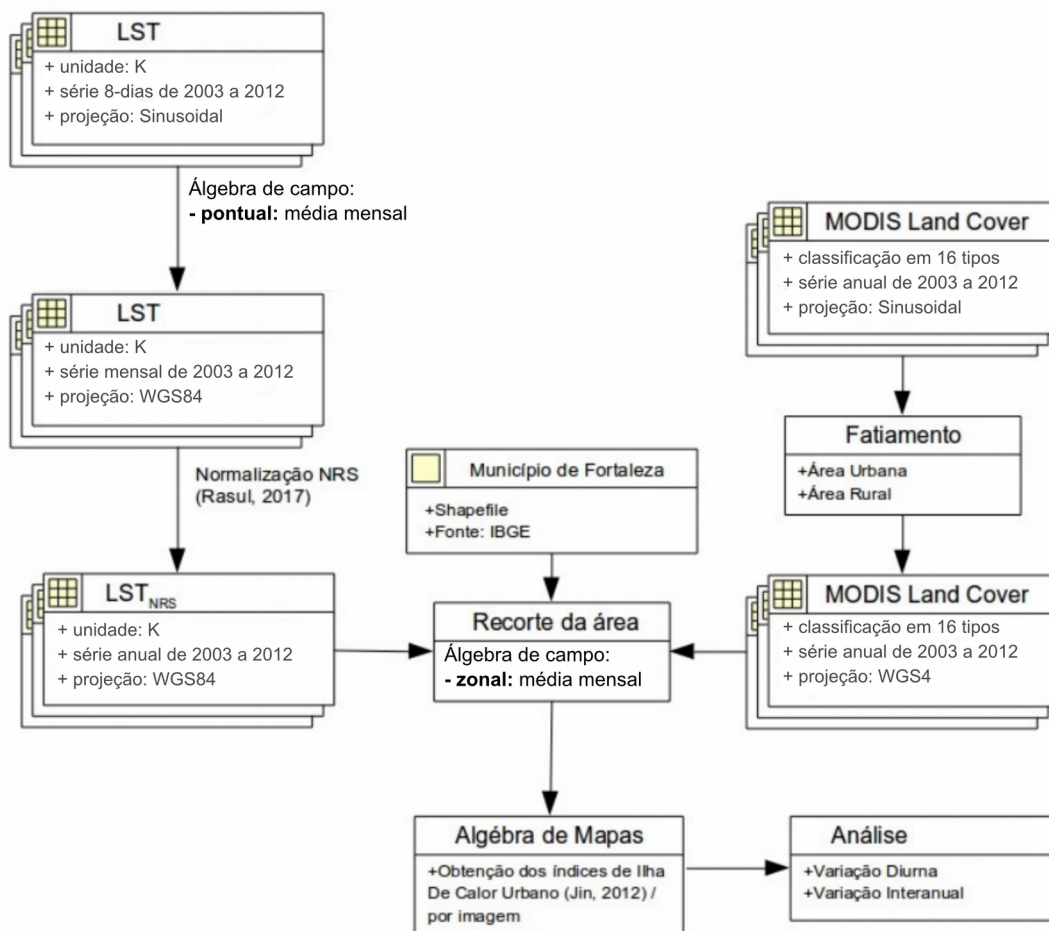 LST
+ unidade: K
+ série 8-dias de 2003 a 2012
+ projeção: Sinusoidal
Álgebra de campo:
- pontual: média mensal
LST
+ unidade: K
+ série mensal de 2003 a 2012
+ projeção: WGS84
Normalização NRS
(Rasul, 2017)
LST NRS
+ unidade: K
+ série anual de 2003 a 2012
+ projeção: WGS84
Município de Fortaleza
+Shapefile
+Fonte: IBGE
Recorte da área
Álgebra de campo:
- zonal: média mensal
MODIS Land Cover
+ classificação em 16 tipos
+ série anual de 2003 a 2012
+ projeção: Sinusoidal
Fatiamento
+Área Urbana
+Área Rural
MODIS Land Cover
+ classificação em 16 tipos
+ série anual de 2003 a 2012
+ projeção: WGS4
Algébra de Mapas
+Obtenção dos índices de Ilha
De Calor Urbano (Jin, 2012) /
por imagem
Análise
+Variação Diurna
+Variação Interanual